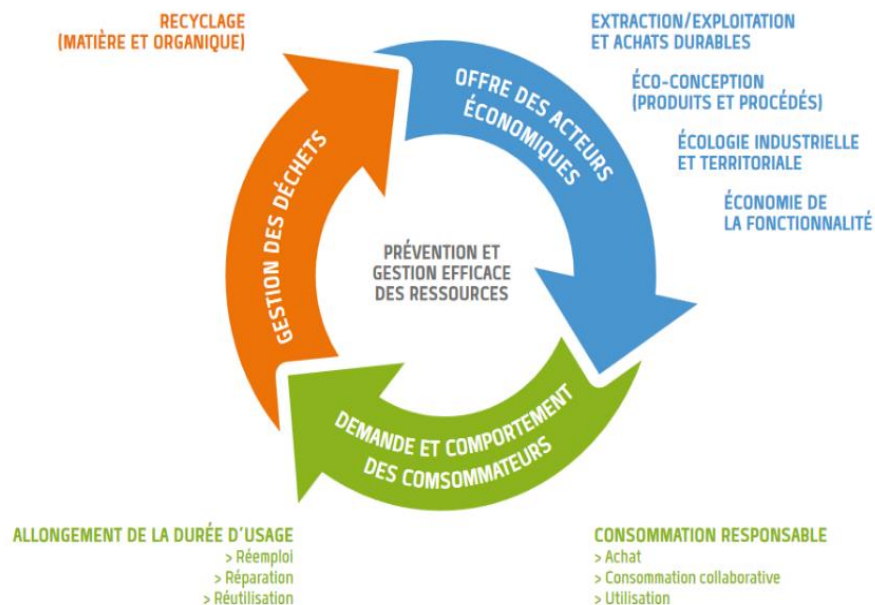 RECYCLAGE
(MATIÈRE ET ORGANIQUE)
EXTRACTION/EXPLOITATION
ET ACHATS DURABLES
ÉCO-CONCEPTION
(PRODUITS ET PROCÉDÉS)
ÉCOLOGIE INDUSTRIELLE
ET TERRITORIALE
ÉCONOMIE DE
LA FONCTIONNALITÉ
OFFRE DES ACTEURS
ÉCONOMIQUES
GESTION DES DÉCHETS
PRÉVENTION ET
GESTION EFFICACE
DES RESSOURCES
DEMANDE ET COMPORTEMENT
DES COMSOMMATEURS
ALLONGEMENT DE LA DURÉE D'USAGE
> Réemploi
> Réparation
> Réutilisation
CONSOMMATION RESPONSABLE
> Achat
> Consommation collaborative
> Utilisation